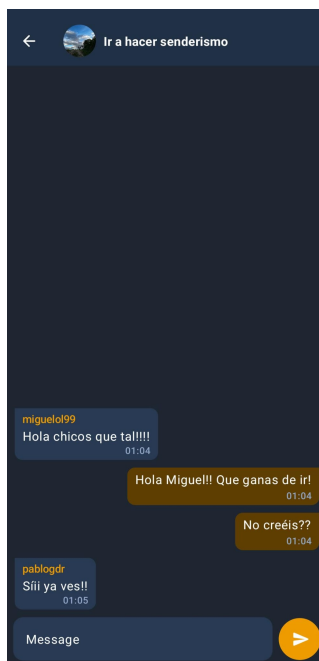 Ir a hacer senderismo
miguelol99
Hola chicos que tal!!!!
01:04
Hola Miguel!! Que ganas de ir!
01:04
No creéis??
01:04
pablogdr
Síii ya ves!!
01:05
Message